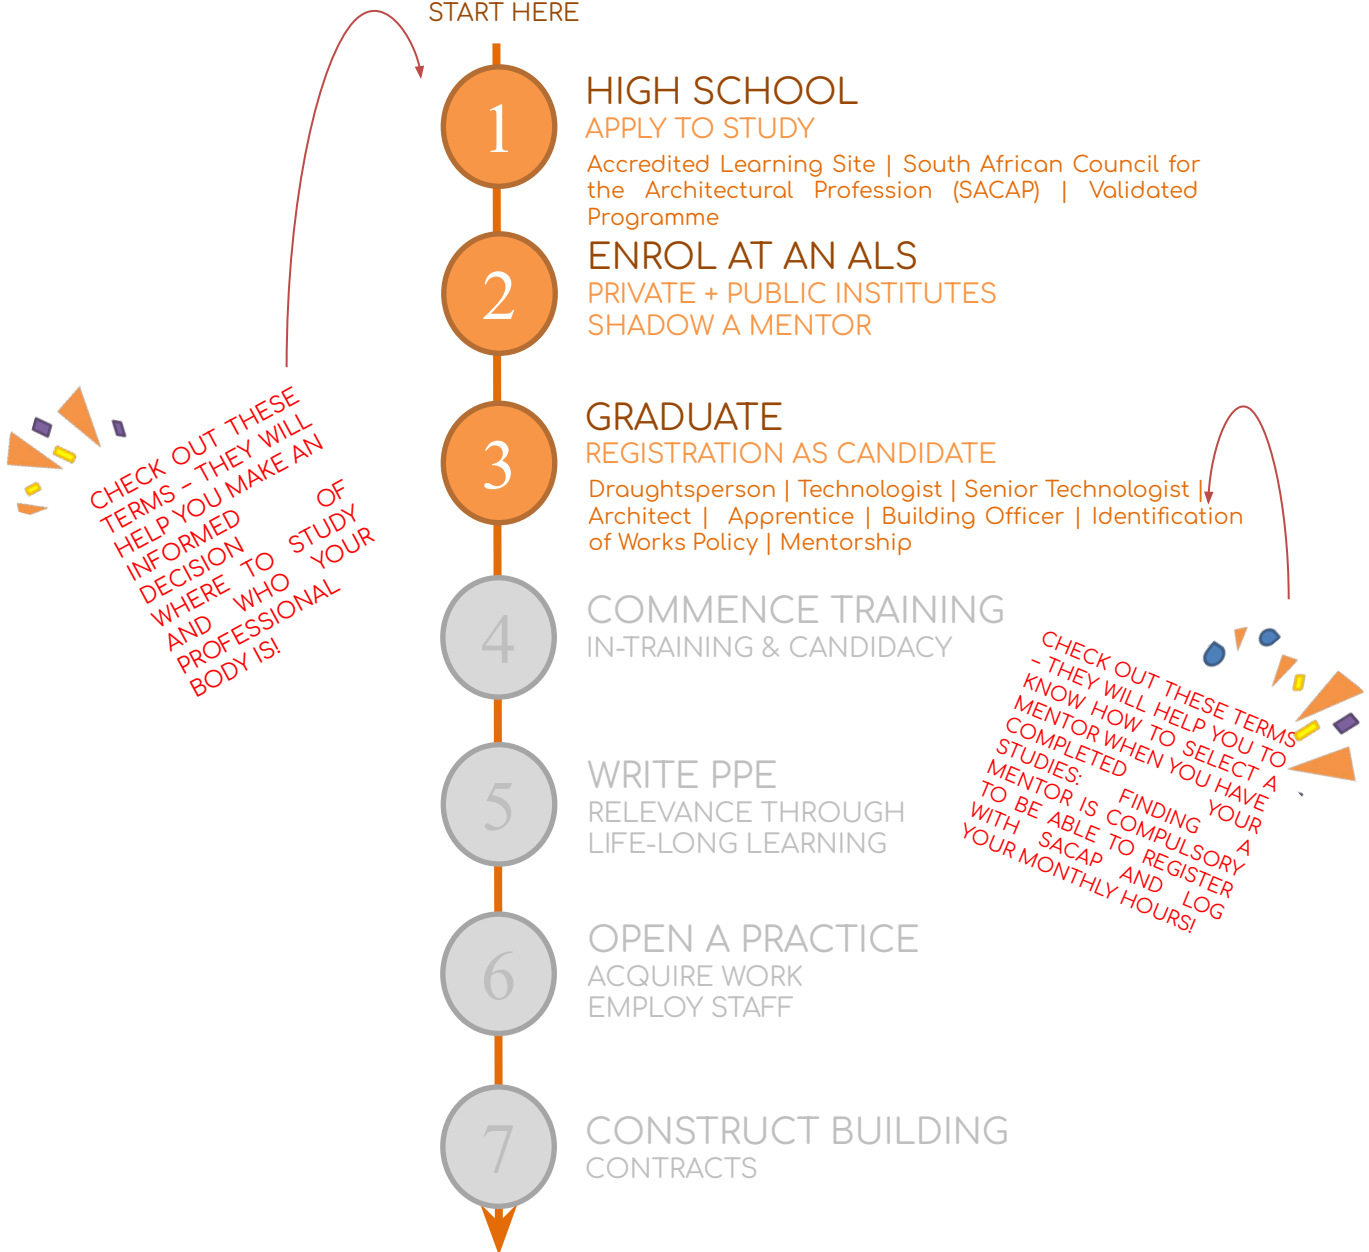 START HERE
1
HIGH SCHOOL
APPLY TO STUDY
Accredited Learning Site | South African Council for
the Architectural Profession (SACAP) | Validated
Programme
2
ENROL AT AN ALS
PRIVATE + PUBLIC INSTITUTES
SHADOW A MENTOR
CHECK OUT THESE
TERMS – THEY WILL
HELP YOU MAKE AN
INFORMED
DECISION OF
WHERE TO STUDY
AND WHO YOUR
PROFESSIONAL
BODY IS!
3
GRADUATE
REGISTRATION AS CANDIDATE
Draughtsperson | Technologist | Senior Technologist |
Architect | Apprentice | Building Officer | Identification
of Works Policy | Mentorship
4
COMMENCE TRAINING
IN-TRAINING & CANDIDACY
CHECK OUT THESE TERMS
– THEY WILL HELP YOU TO
KNOW HOW TO SELECT A
MENTOR WHEN YOU HAVE
COMPLETED YOUR
STUDIES: FINDING A
MENTOR IS COMPULSORY
TO BE ABLE TO REGISTER
WITH SACAP AND LOG
YOUR MONTHLY HOURS!
5
WRITE PPE
RELEVANCE THROUGH
LIFE-LONG LEARNING
6
OPEN A PRACTICE
ACQUIRE WORK
EMPLOY STAFF
7
CONSTRUCT BUILDING
CONTRACTS